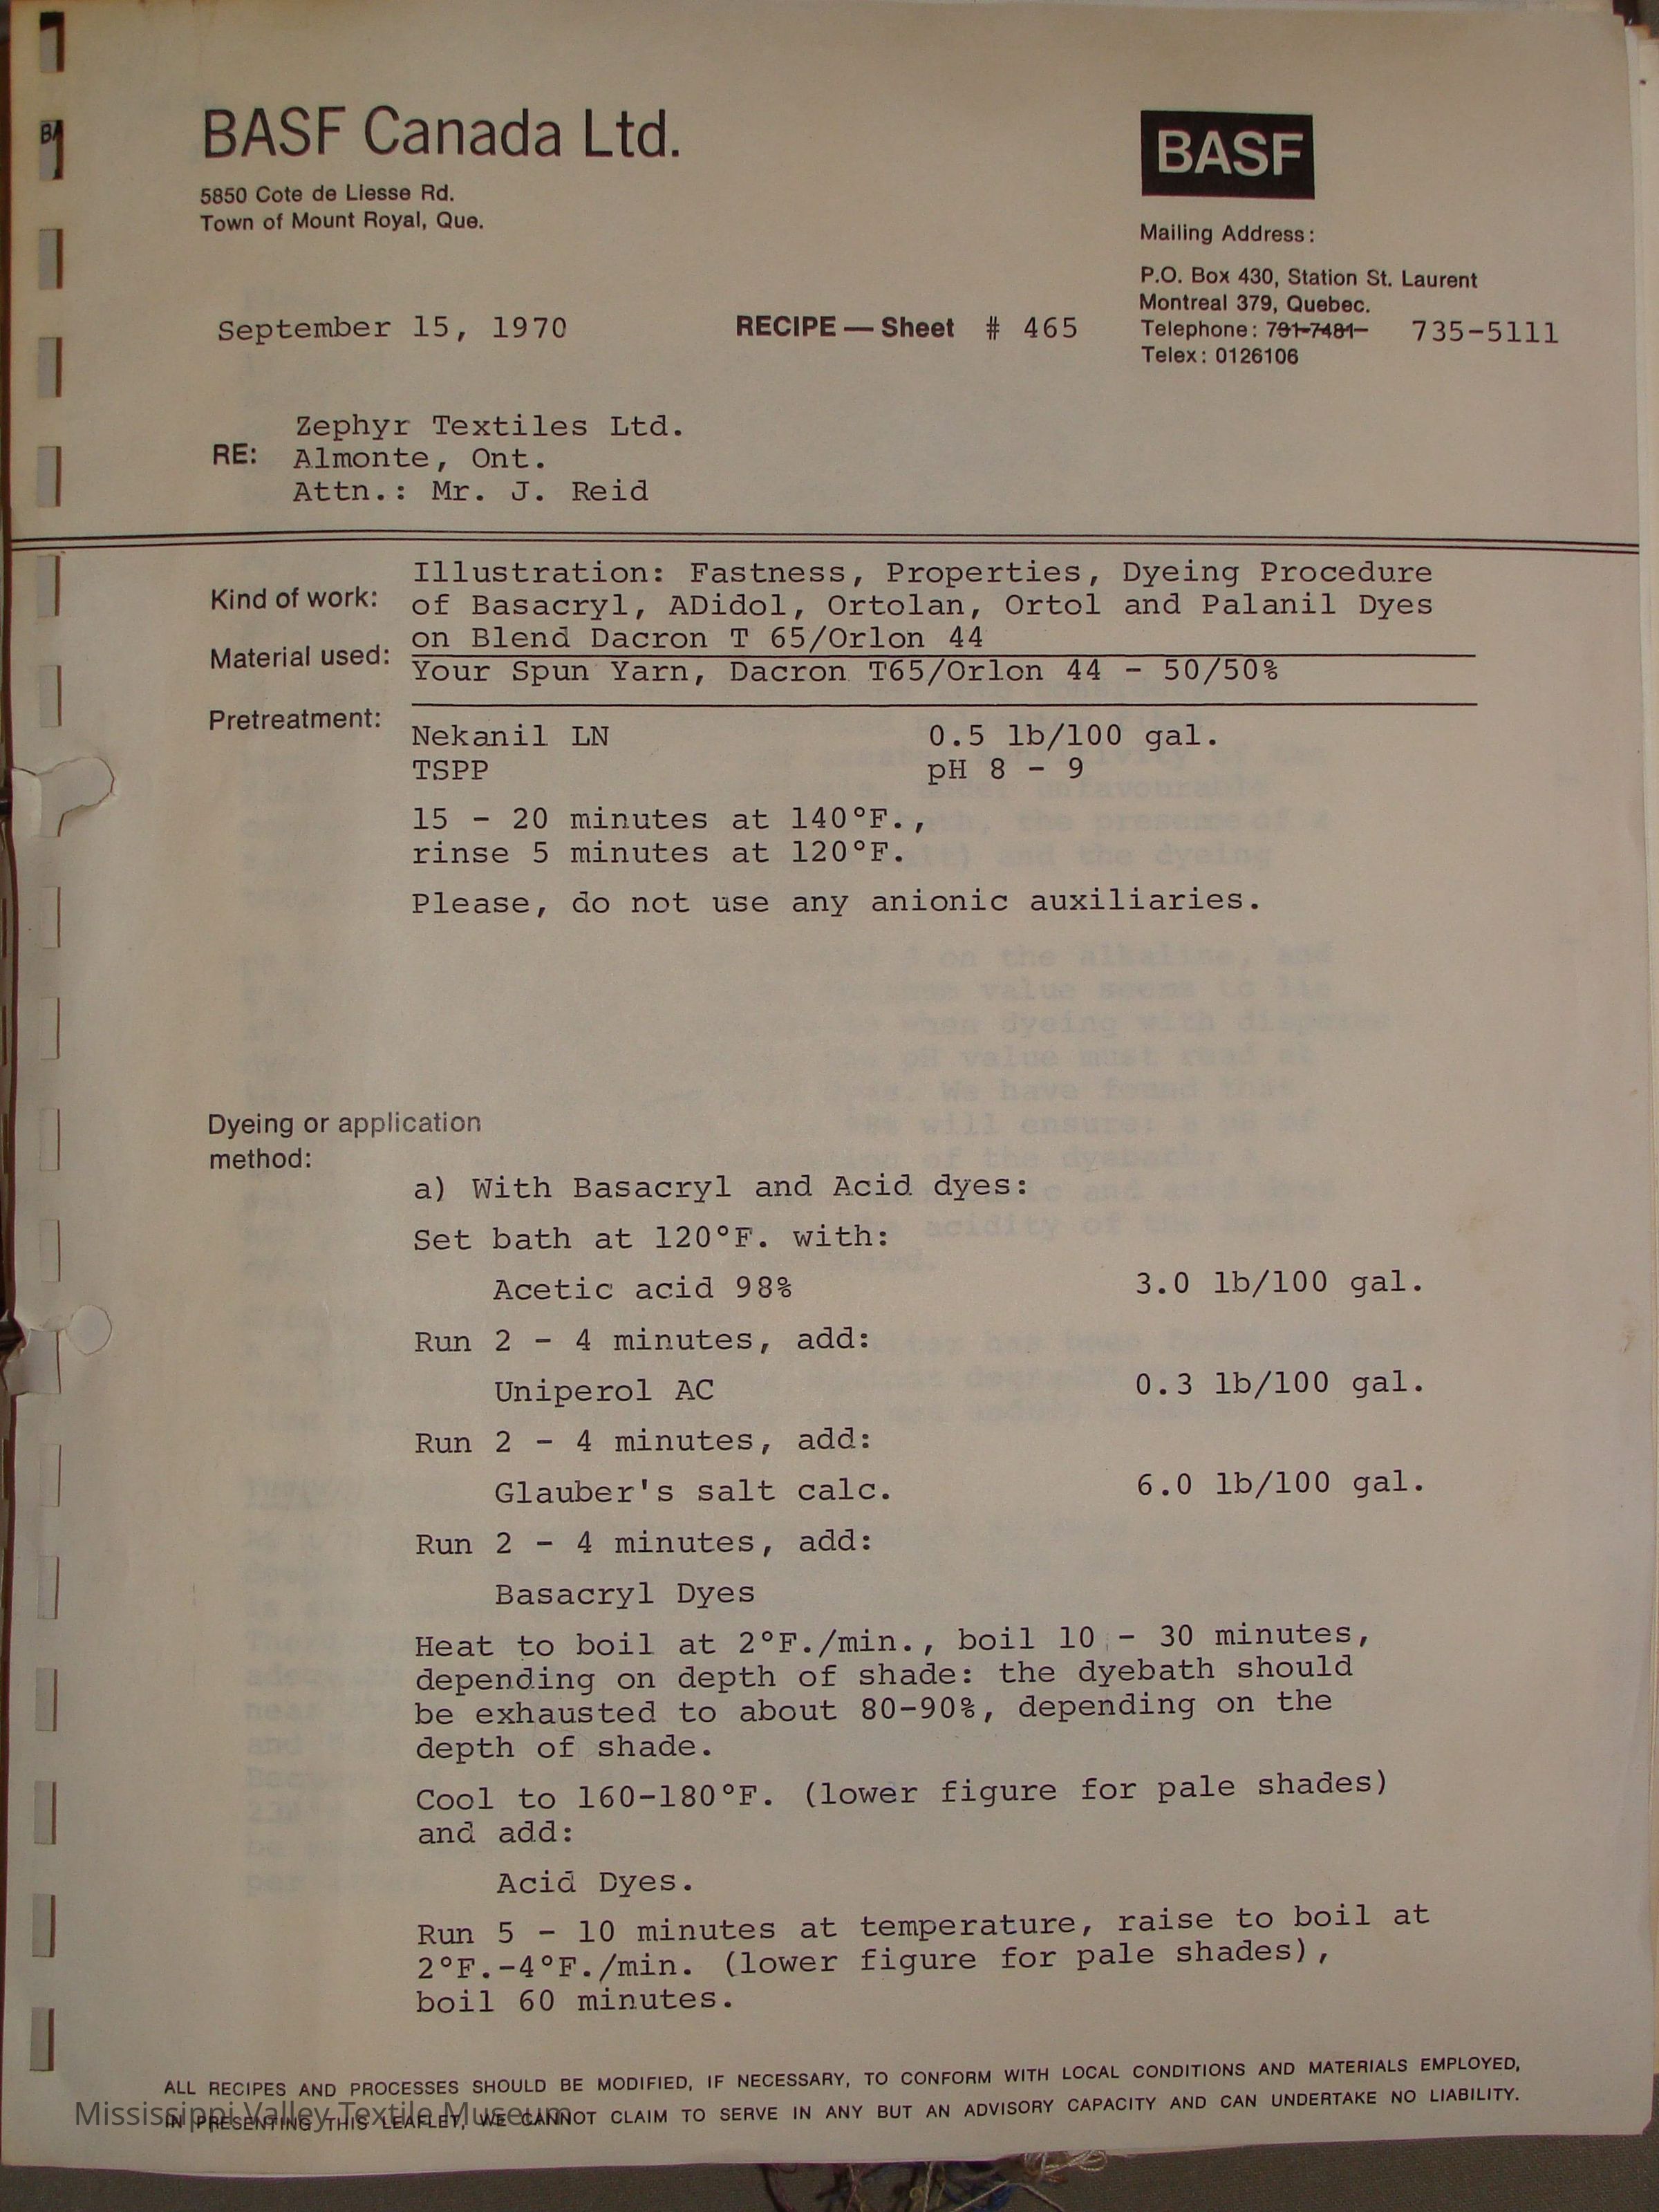 BASF Canada Ltd.
BASF
5850 Cote de Liesse Rd.
Town of Mount Royal, Que.
Mailing Address:
P.O. Box 430, Station St. Laurent
Montreal 379, Quebec.
Telephone: 731-7481 735-5111
Telex: 0126106
September 15, 1970
RECIPE — Sheet # 465
RE:
Zephyr Textiles Ltd.
Almonte, Ont.
Attn.: Mr. J. Reid
Kind of work:
Illustration: Fastness, Properties, Dyeing Procedure
of Basacryl, ADidol, Ortolan, Ortol and Palanil Dyes
on Blend Dacron T 65/Orlon 44
Material used:
Your Spun Yarn, Dacron T65/Orlon 44 - 50/50%
Pretreatment:
Nekanil LN 0.5 lb/100 gal.
TSPP pH 8 - 9
15 - 20 minutes at 140°F.,
rinse 5 minutes at 120°F.
Please, do not use any anionic auxiliaries.
Dyeing or application
method:
a) With Basacryl and Acid dyes:
Set bath at 120°F. with:
Acetic acid 98% 3.0 lb/100 gal.
Run 2 - 4 minutes, add:
Uniperol AC 0.3 lb/100 gal.
Run 2 - 4 minutes, add:
Glauber's salt calc. 6.0 lb/100 gal.
Run 2 - 4 minutes, add:
Basacryl Dyes
Heat to boil at 2°F./min., boil 10 - 30 minutes,
depending on depth of shade: the dyebath should
be exhausted to about 80-90%, depending on the
depth of shade.
Cool to 160-180°F. (lower figure for pale shades)
and add:
Acid Dyes.
Run 5 - 10 minutes at temperature, raise to boil at
2°F.-4°F./min. (lower figure for pale shades),
boil 60 minutes.
ALL RECIPES AND PROCESSES SHOULD BE MODIFIED, IF NECESSARY, TO CONFORM WITH LOCAL CONDITIONS AND MATERIALS EMPLOYED,
IN PRESENTING THIS LEAFLET, WE CANNOT CLAIM TO SERVE IN ANY BUT AN ADVISORY CAPACITY AND CAN UNDERTAKE NO LIABILITY.
Mississippi Valley Textile Museum